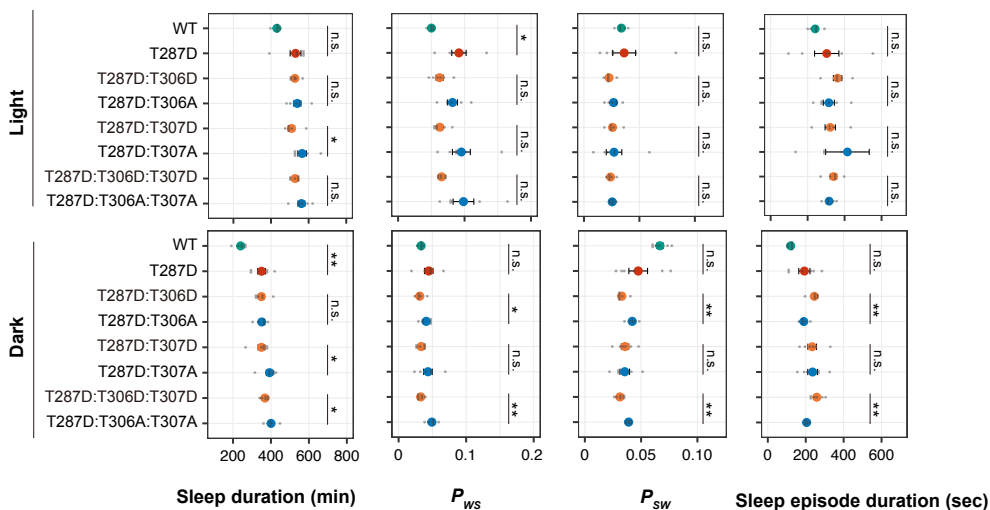 Light
WT
T287D
T287D:T306D
T287D:T306A
T287D:T307D
T287D:T307A
T287D:T306D:T307D
T287D:T306A:T307A
n.s.
n.s.
*
n.s.
*
n.s.
n.s.
n.s.
n.s.
n.s.
n.s.
n.s.
n.s.
n.s.
n.s.
n.s.
Dark
WT
T287D
T287D:T306D
T287D:T306A
T287D:T307D
T287D:T307A
T287D:T306D:T307D
T287D:T306A:T307A
**
n.s.
*
*
n.s.
*
n.s.
**
n.s.
**
n.s.
**
n.s.
**
n.s.
**
200 400 600 800
0 0.1 0.2
0 0.05 0.10
0 200 400 600
Sleep duration (min)
P_WS
P_SW
Sleep episode duration (sec)